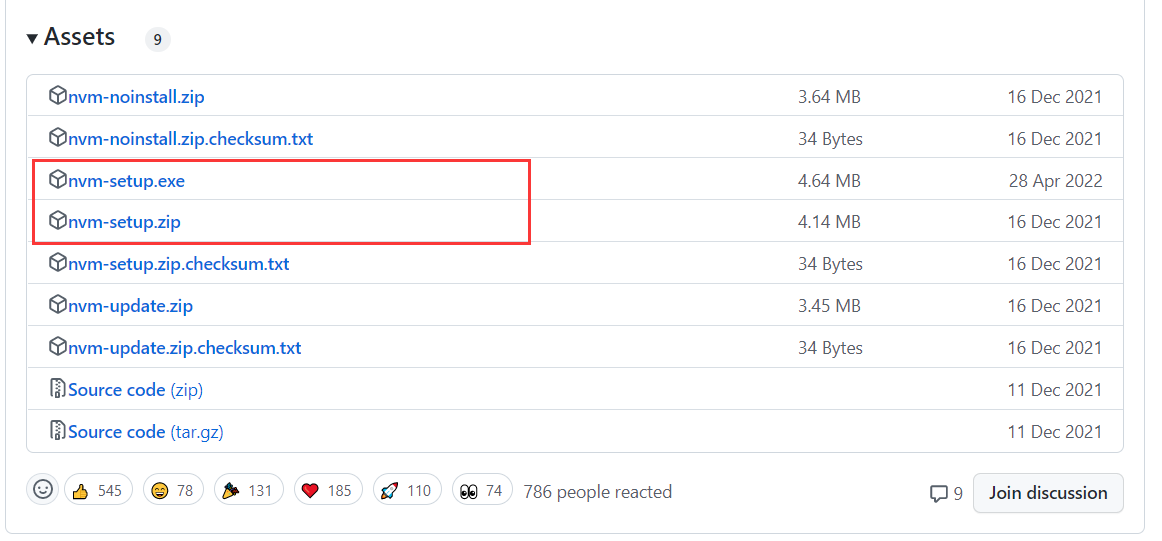 Assets 9
nvm-noinstall.zip 3.64 MB 16 Dec 2021
nvm-noinstall.zip.checksum.txt 34 Bytes 16 Dec 2021
nvm-setup.exe 4.64 MB 28 Apr 2022
nvm-setup.zip 4.14 MB 16 Dec 2021
nvm-setup.zip.checksum.txt 34 Bytes 16 Dec 2021
nvm-update.zip 3.45 MB 16 Dec 2021
nvm-update.zip.checksum.txt 34 Bytes 16 Dec 2021
Source code (zip) 11 Dec 2021
Source code (tar.gz) 11 Dec 2021
545 78 131 185 110 74 786 people reacted 9 Join discussion